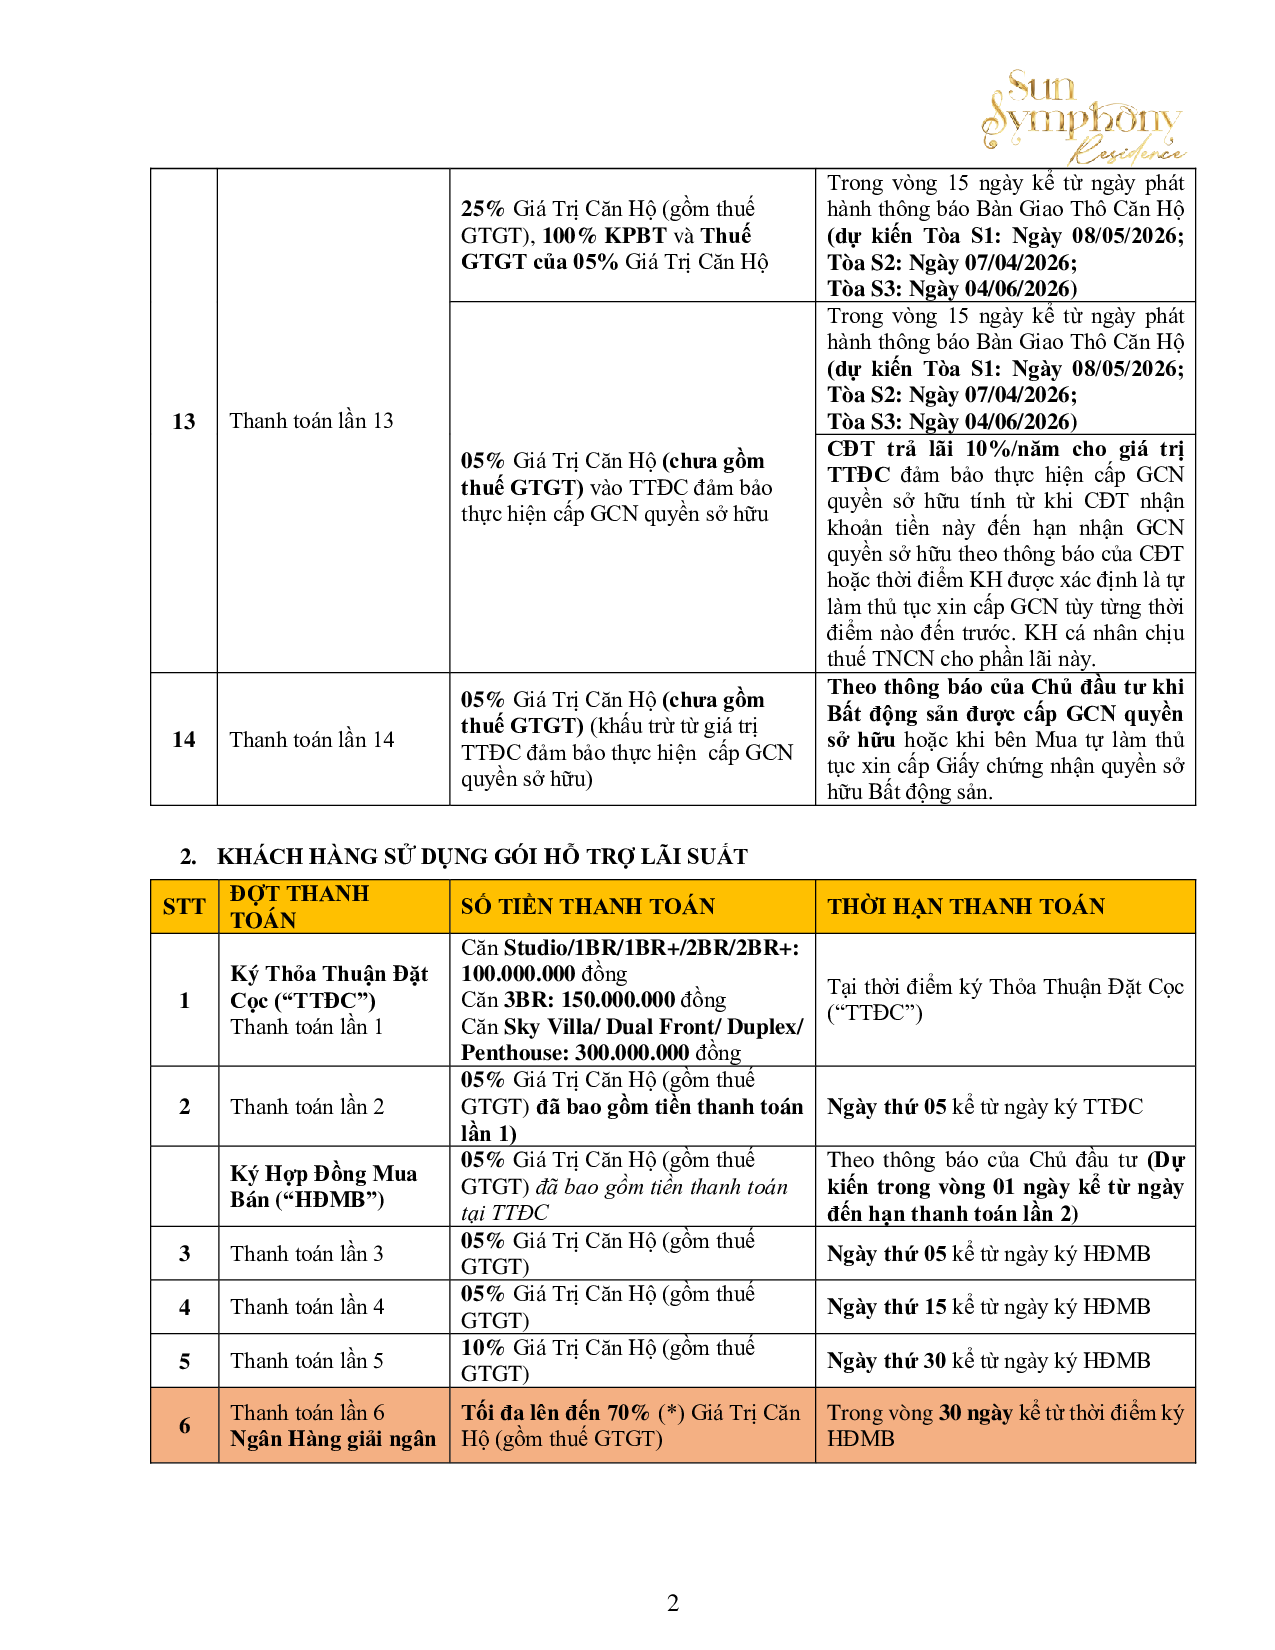 Sun
Symphony
Residence
25% Giá Trị Căn Hộ (gồm thuế
GTGT), 100% KPBT và Thuế
GTGT của 05% Giá Trị Căn Hộ
Trong vòng 15 ngày kể từ ngày phát
hành thông báo Bàn Giao Thô Căn Hộ
(dự kiến Tòa S1: Ngày 08/05/2026;
Tòa S2: Ngày 07/04/2026;
Tòa S3: Ngày 04/06/2026)
13
Thanh toán lần 13
05% Giá Trị Căn Hộ (chưa gồm
thuế GTGT) vào TTĐC đảm bảo
thực hiện cấp GCN quyền sở hữu
Trong vòng 15 ngày kể từ ngày phát
hành thông báo Bàn Giao Thô Căn Hộ
(dự kiến Tòa S1: Ngày 08/05/2026;
Tòa S2: Ngày 07/04/2026;
Tòa S3: Ngày 04/06/2026)
CĐT trả lãi 10%/năm cho giá trị
TTĐC đảm bảo thực hiện cấp GCN
quyền sở hữu tính từ khi CĐT nhận
khoản tiền này đến hạn nhận GCN
quyền sở hữu theo thông báo của CĐT
hoặc thời điểm KH được xác định là tự
làm thủ tục xin cấp GCN tùy từng thời
điểm nào đến trước. KH cá nhân chịu
thuế TNCN cho phần lãi này.
14
Thanh toán lần 14
05% Giá Trị Căn Hộ (chưa gồm
thuế GTGT) (khấu trừ từ giá trị
TTĐC đảm bảo thực hiện cấp GCN
quyền sở hữu)
Theo thông báo của Chủ đầu tư khi
Bất động sản được cấp GCN quyền
sở hữu hoặc khi bên Mua tự làm thủ
tục xin cấp Giấy chứng nhận quyền sở
hữu Bất động sản.
2. KHÁCH HÀNG SỬ DỤNG GÓI HỖ TRỢ LÃI SUẤT
STT
ĐỢT THANH
TOÁN
SỐ TIỀN THANH TOÁN
THỜI HẠN THANH TOÁN
1
Ký Thỏa Thuận Đặt
Cọc (“TTĐC”)
Thanh toán lần 1
Căn Studio/1BR/1BR+/2BR/2BR+:
100.000.000 đồng
Căn 3BR: 150.000.000 đồng
Căn Sky Villa/ Dual Front/ Duplex/
Penthouse: 300.000.000 đồng
Tại thời điểm ký Thỏa Thuận Đặt Cọc
(“TTĐC”)
2
Thanh toán lần 2
05% Giá Trị Căn Hộ (gồm thuế
GTGT) đã bao gồm tiền thanh toán
lần 1)
Ngày thứ 05 kể từ ngày ký TTĐC
Ký Hợp Đồng Mua
Bán (“HĐMB”)
05% Giá Trị Căn Hộ (gồm thuế
GTGT) đã bao gồm tiền thanh toán
tại TTĐC
Theo thông báo của Chủ đầu tư (Dự
kiến trong vòng 01 ngày kể từ ngày
đến hạn thanh toán lần 2)
3
Thanh toán lần 3
05% Giá Trị Căn Hộ (gồm thuế
GTGT)
Ngày thứ 05 kể từ ngày ký HĐMB
4
Thanh toán lần 4
05% Giá Trị Căn Hộ (gồm thuế
GTGT)
Ngày thứ 15 kể từ ngày ký HĐMB
5
Thanh toán lần 5
10% Giá Trị Căn Hộ (gồm thuế
GTGT)
Ngày thứ 30 kể từ ngày ký HĐMB
6
Thanh toán lần 6
Ngân Hàng giải ngân
Tối đa lên đến 70% (*) Giá Trị Căn
Hộ (gồm thuế GTGT)
Trong vòng 30 ngày kể từ thời điểm ký
HĐMB
2